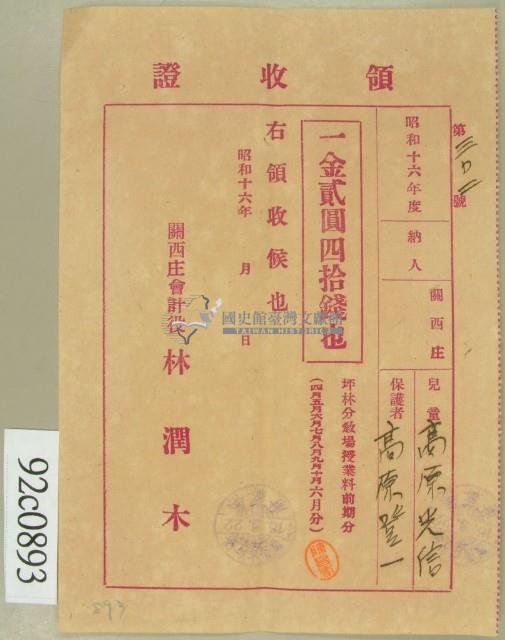 領收證
第三〇二號
昭和十六年度
納人
關西庄
兒童 高原光信
保護者 高原登一
一金貳圓四拾錢也
坪林分敎場授業料前期分
(四月五月六月七月八月九月十月六月分)
右領收候也
昭和十六年 月 日
關西庄會計役 林潤木
國史館臺灣文獻館
TAIWAN HISTORICA
92c0893
893